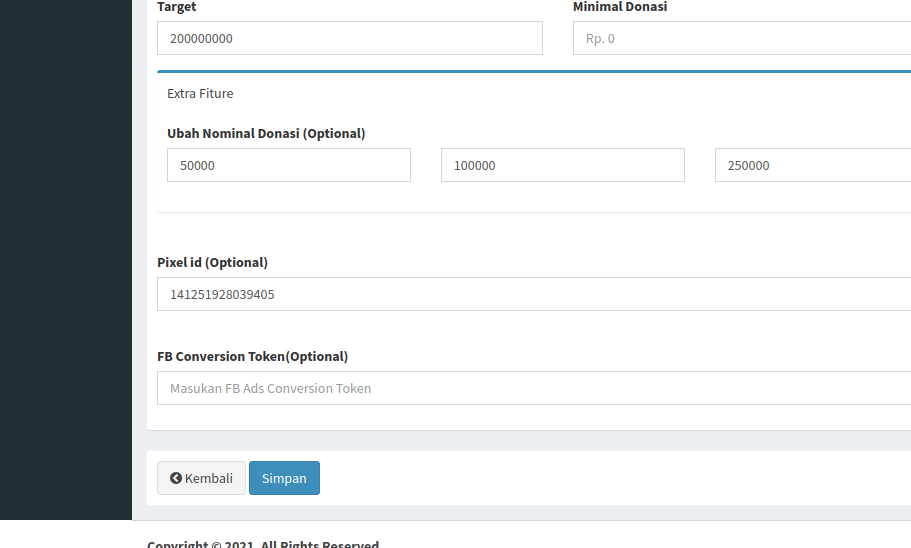 Target
Minimal Donasi
200000000
Rp. 0
Extra Fiture
Ubah Nominal Donasi (Optional)
50000
100000
250000
Pixel id (Optional)
141251928039405
FB Conversion Token(Optional)
Masukan FB Ads Conversion Token
Kembali
Simpan
Copyright © 2021. All Rights Reserved